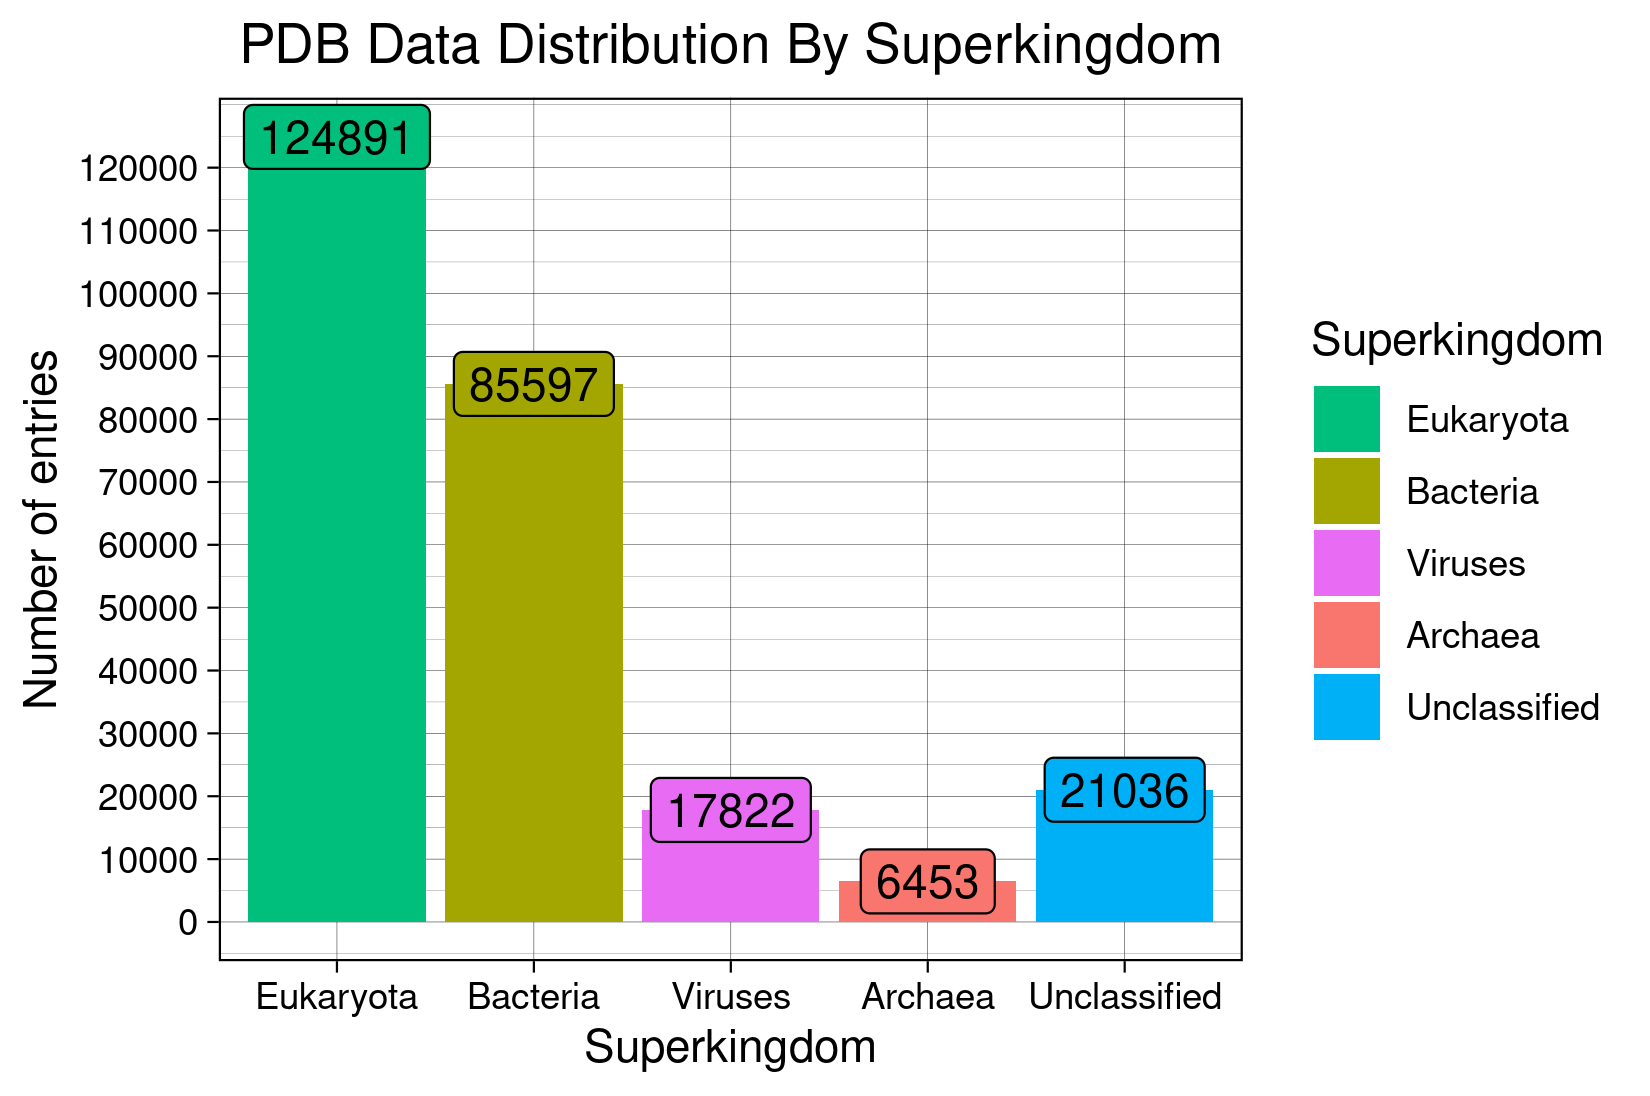 PDB Data Distribution By Superkingdom
Number of entries
120000
110000
100000
90000
80000
70000
60000
50000
40000
30000
20000
10000
0
124891
85597
17822
6453
21036
Eukaryota
Bacteria
Viruses
Archaea
Unclassified
Superkingdom
Superkingdom
Eukaryota
Bacteria
Viruses
Archaea
Unclassified